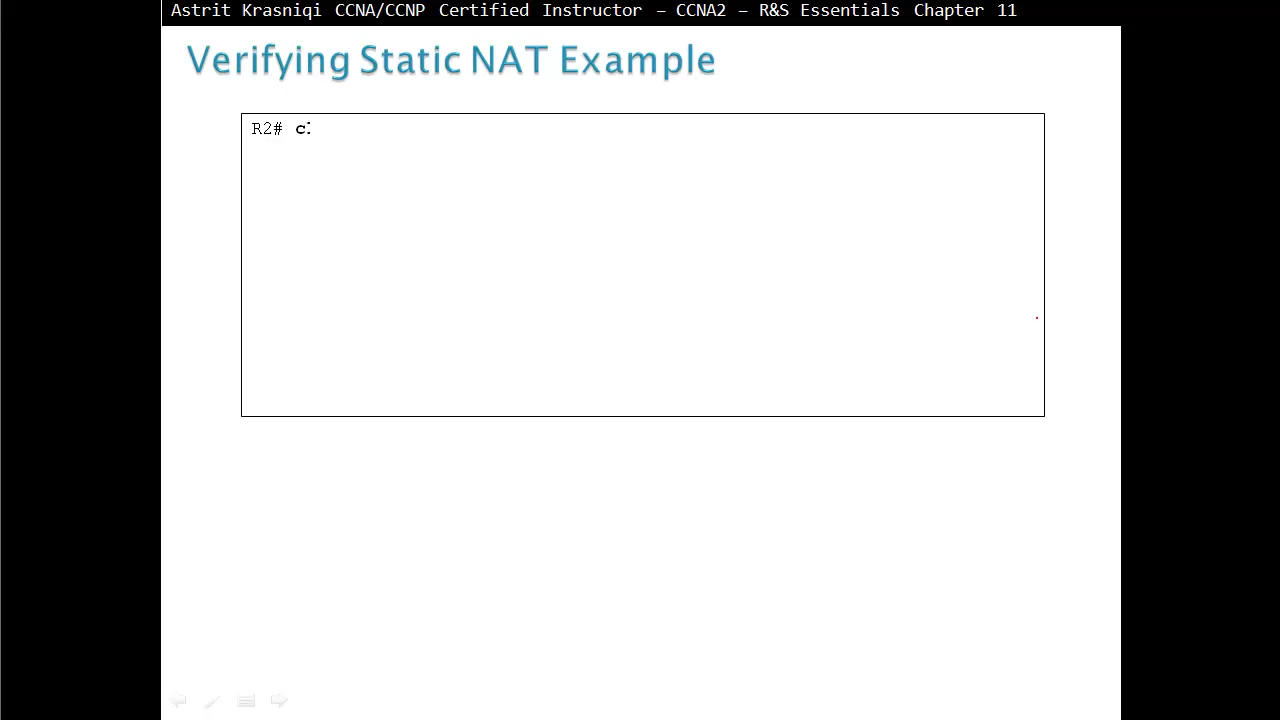 Astrit Krasniqi CCNA/CCNP Certified Instructor – CCNA2 – R&S Essentials Chapter 11
Verifying Static NAT Example
R2# c